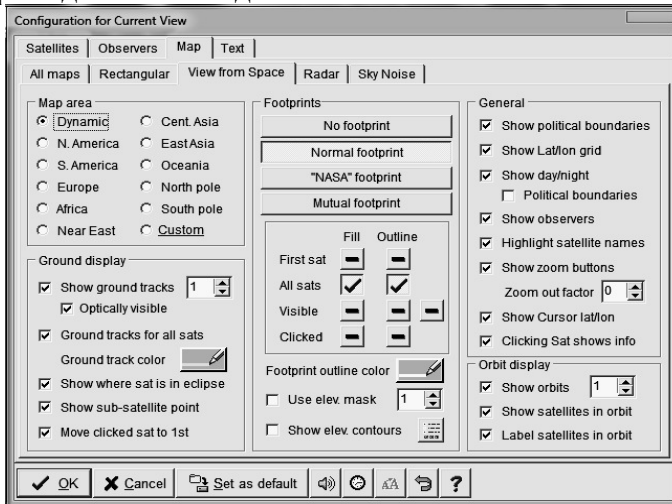 Configuration for Current View
Satellites Observers Map Text
All maps Rectangular View from Space Radar Sky Noise
Map area
Dynamic Cent. Asia
N. America East Asia
S. America Oceania
Europe North pole
Africa South pole
Near East Custom
Ground display
Show ground tracks 1
Optically visible
Ground tracks for all sats
Ground track color
Show where sat is in eclipse
Show sub-satellite point
Move clicked sat to 1st
Footprints
No footprint
Normal footprint
"NASA" footprint
Mutual footprint
Fill Outline
First sat
All sats
Visible
Clicked
Footprint outline color
Use elev. mask 1
Show elev. contours
General
Show political boundaries
Show Lat/lon grid
Show day/night
Political boundaries
Show observers
Highlight satellite names
Show zoom buttons
Zoom out factor 0
Show Cursor lat/lon
Clicking Sat shows info
Orbit display
Show orbits 1
Show satellites in orbit
Label satellites in orbit
OK Cancel Set as default AA ?